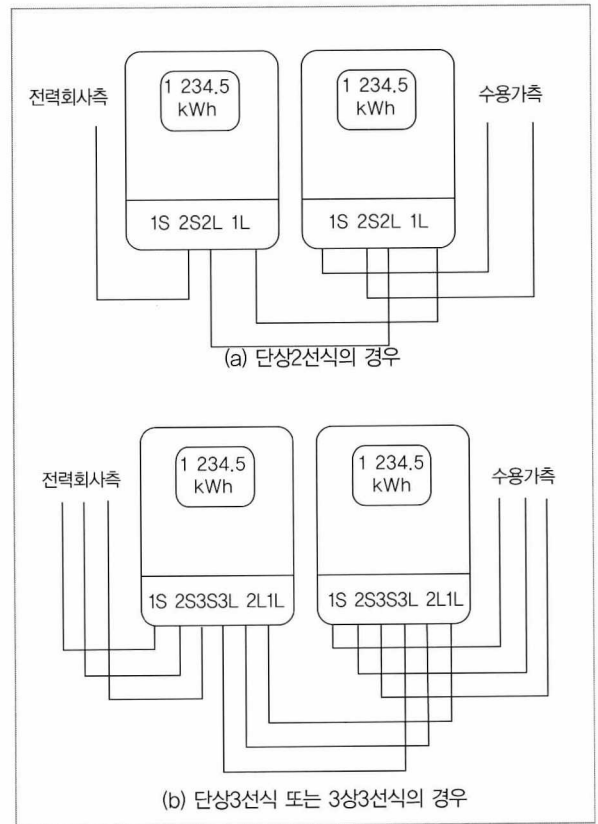 전력회사측
1 234.5
kWh
1 234.5
kWh
수용가측
1S 2S2L 1L
1S 2S2L 1L
(a) 단상2선식의 경우
전력회사측
1 234.5
kWh
1 234.5
kWh
수용가측
1S 2S3S3L 2L1L
1S 2S3S3L 2L1L
(b) 단상3선식 또는 3상3선식의 경우